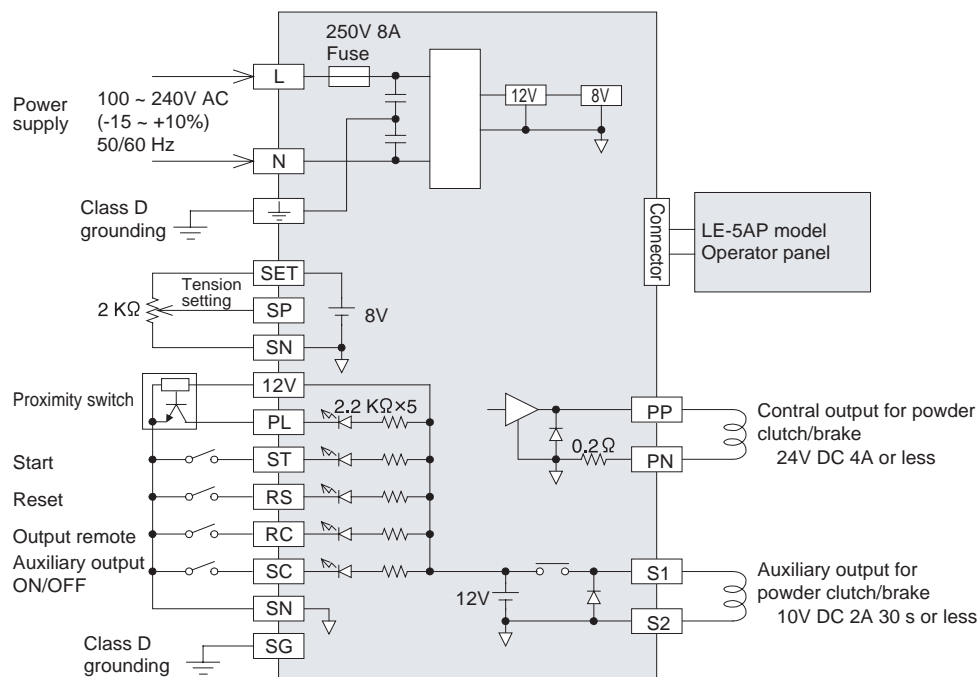 250V 8A
Fuse
L
Power
supply
100 ~ 240V AC
(-15 ~ +10%)
50/60 Hz
12V
8V
N
Class D
grounding
Connector
LE-5AP model
Operator panel
SET
Tension
setting
2 KΩ
SP
8V
SN
12V
Proximity switch
2.2 KΩ×5
PL
PP
Contral output for powder
clutch/brake
24V DC 4A or less
0.2Ω
PN
Start
ST
Reset
RS
Output remote
RC
Auxiliary output
ON/OFF
SC
12V
S1
Auxiliary output for
powder clutch/brake
10V DC 2A 30 s or less
S2
SN
Class D
grounding
SG